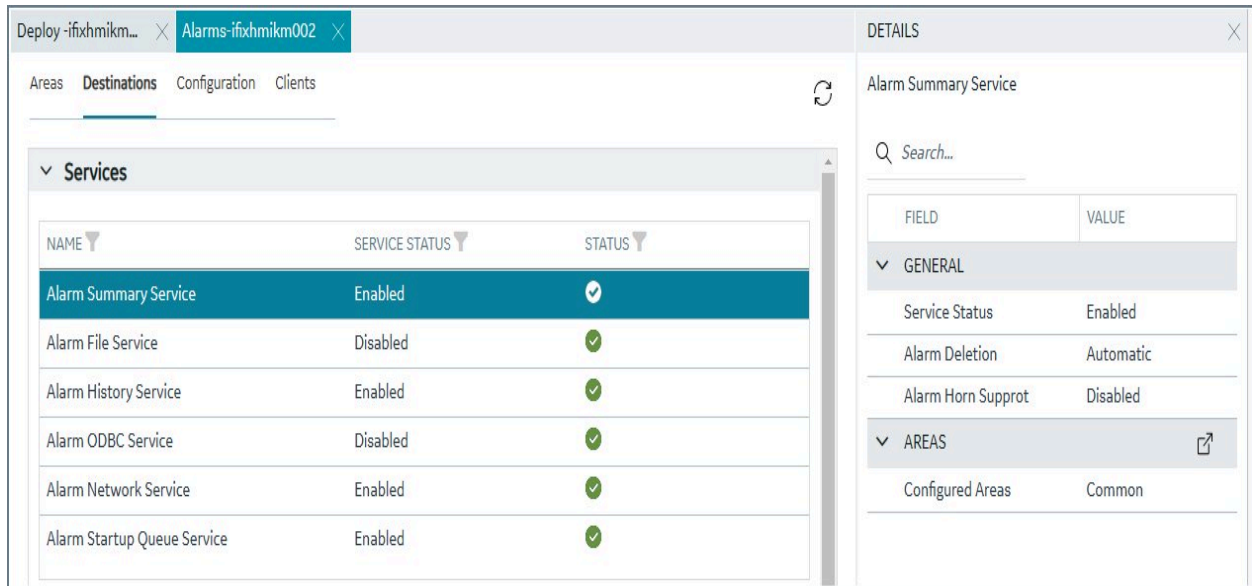 Deploy -ifixhmikm...
Alarms-ifixhmikm002
Areas Destinations Configuration Clients
Services
NAME SERVICE STATUS STATUS
Alarm Summary Service Enabled
Alarm File Service Disabled
Alarm History Service Enabled
Alarm ODBC Service Disabled
Alarm Network Service Enabled
Alarm Startup Queue Service Enabled
DETAILS
Alarm Summary Service
Search...
FIELD VALUE
GENERAL
Service Status Enabled
Alarm Deletion Automatic
Alarm Horn Supprot Disabled
AREAS
Configured Areas Common